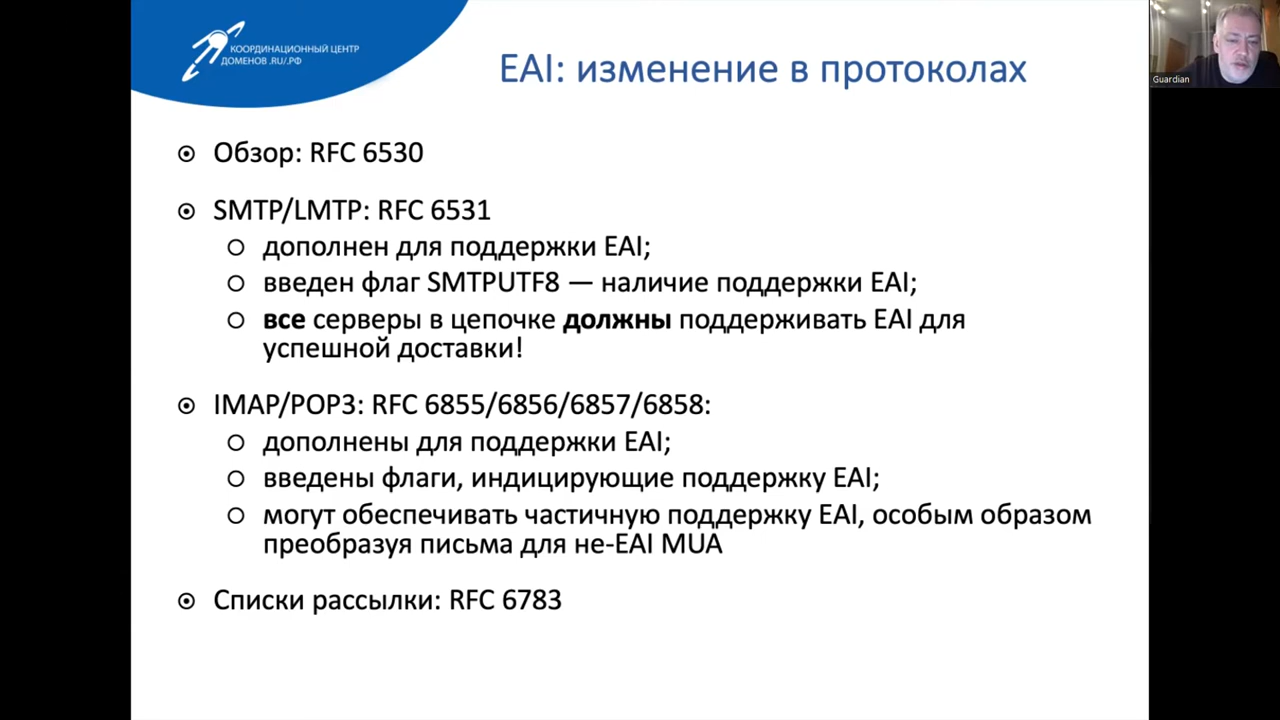 КООРДИНАЦИОННЫЙ ЦЕНТР
ДОМЕНОВ .RU/.РФ
EAI: изменение в протоколах
Guardian
Обзор: RFC 6530
SMTP/LMTP: RFC 6531
дополнен для поддержки EAI;
введен флаг SMTPUTF8 — наличие поддержки EAI;
все серверы в цепочке должны поддерживать EAI для
успешной доставки!
IMAP/POP3: RFC 6855/6856/6857/6858:
дополнены для поддержки EAI;
введены флаги, индицирующие поддержку EAI;
могут обеспечивать частичную поддержку EAI, особым образом
преобразуя письма для не-EAI MUA
Списки рассылки: RFC 6783